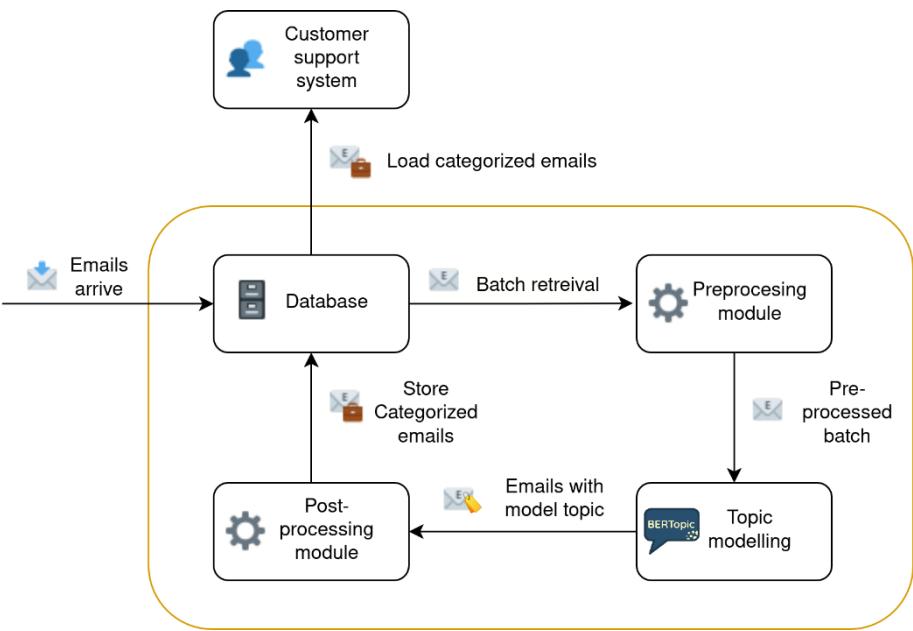 Customer
support
system
Load categorized emails
Emails
arrive
Database
Batch retreival
Preprocesing
module
Store
Categorized
emails
Pre-
processed
batch
Post-
processing
module
Emails with
model topic
BERTopic
Topic
modelling
E
E
E
E
E